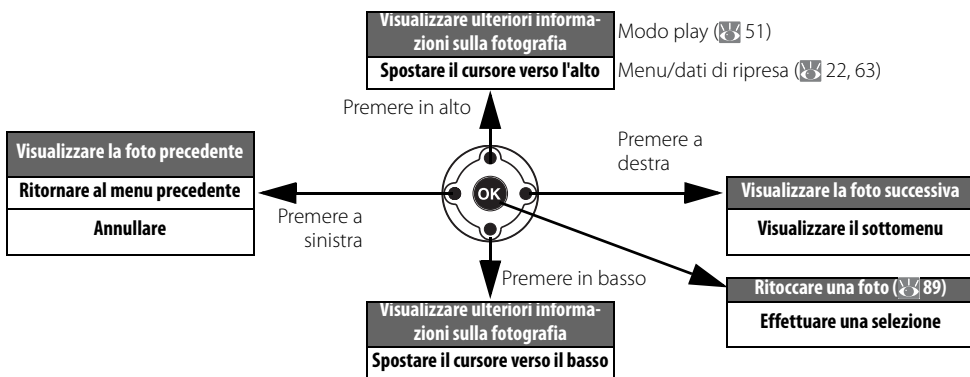 Visualizzare ulteriori informa-
zioni sulla fotografia
Modo play ( 51)
Spostare il cursore verso l'alto
Menu/dati di ripresa ( 22, 63)
Premere in alto
Premere a
destra
Visualizzare la foto precedente
Ritornare al menu precedente
Annullare
Premere a
sinistra
OK
Visualizzare la foto successiva
Visualizzare il sottomenu
Premere in basso
Ritoccare una foto ( 89)
Effettuare una selezione
Visualizzare ulteriori informa-
zioni sulla fotografia
Spostare il cursore verso il basso